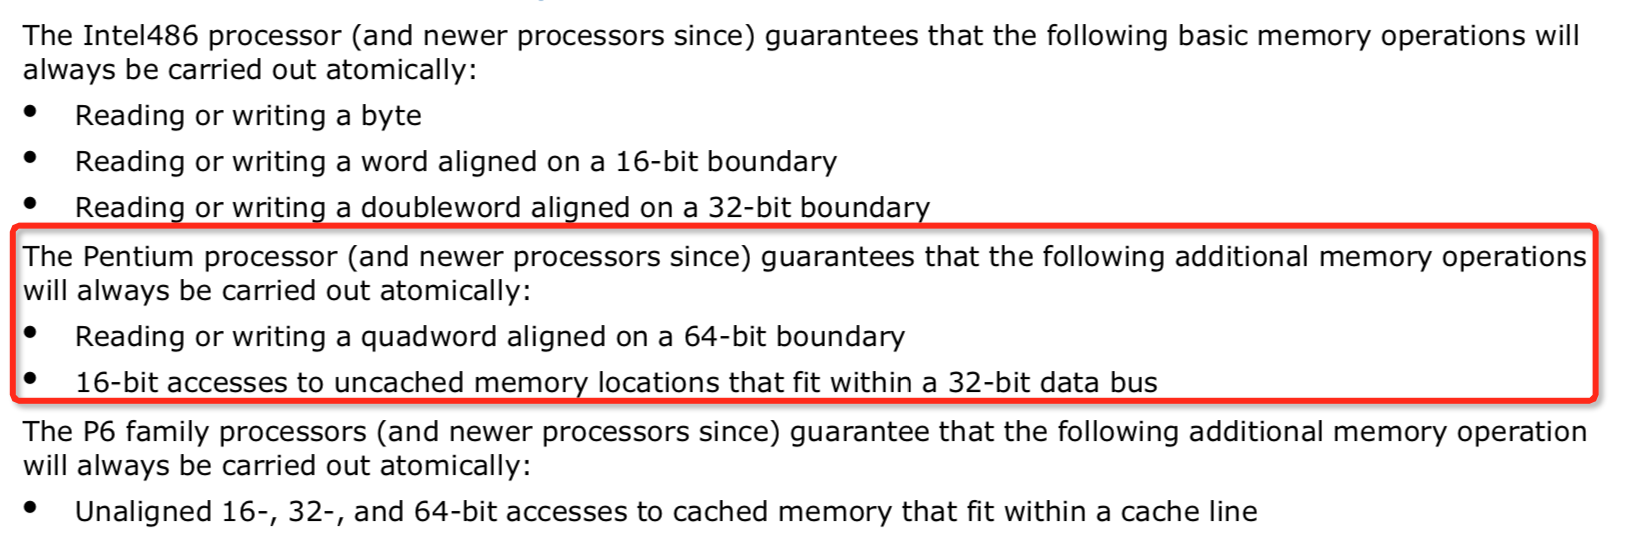 The Intel486 processor (and newer processors since) guarantees that the following basic memory operations will
always be carried out atomically:
• Reading or writing a byte
• Reading or writing a word aligned on a 16-bit boundary
• Reading or writing a doubleword aligned on a 32-bit boundary
The Pentium processor (and newer processors since) guarantees that the following additional memory operations
will always be carried out atomically:
• Reading or writing a quadword aligned on a 64-bit boundary
• 16-bit accesses to uncached memory locations that fit within a 32-bit data bus
The P6 family processors (and newer processors since) guarantee that the following additional memory operation
will always be carried out atomically:
• Unaligned 16-, 32-, and 64-bit accesses to cached memory that fit within a cache line